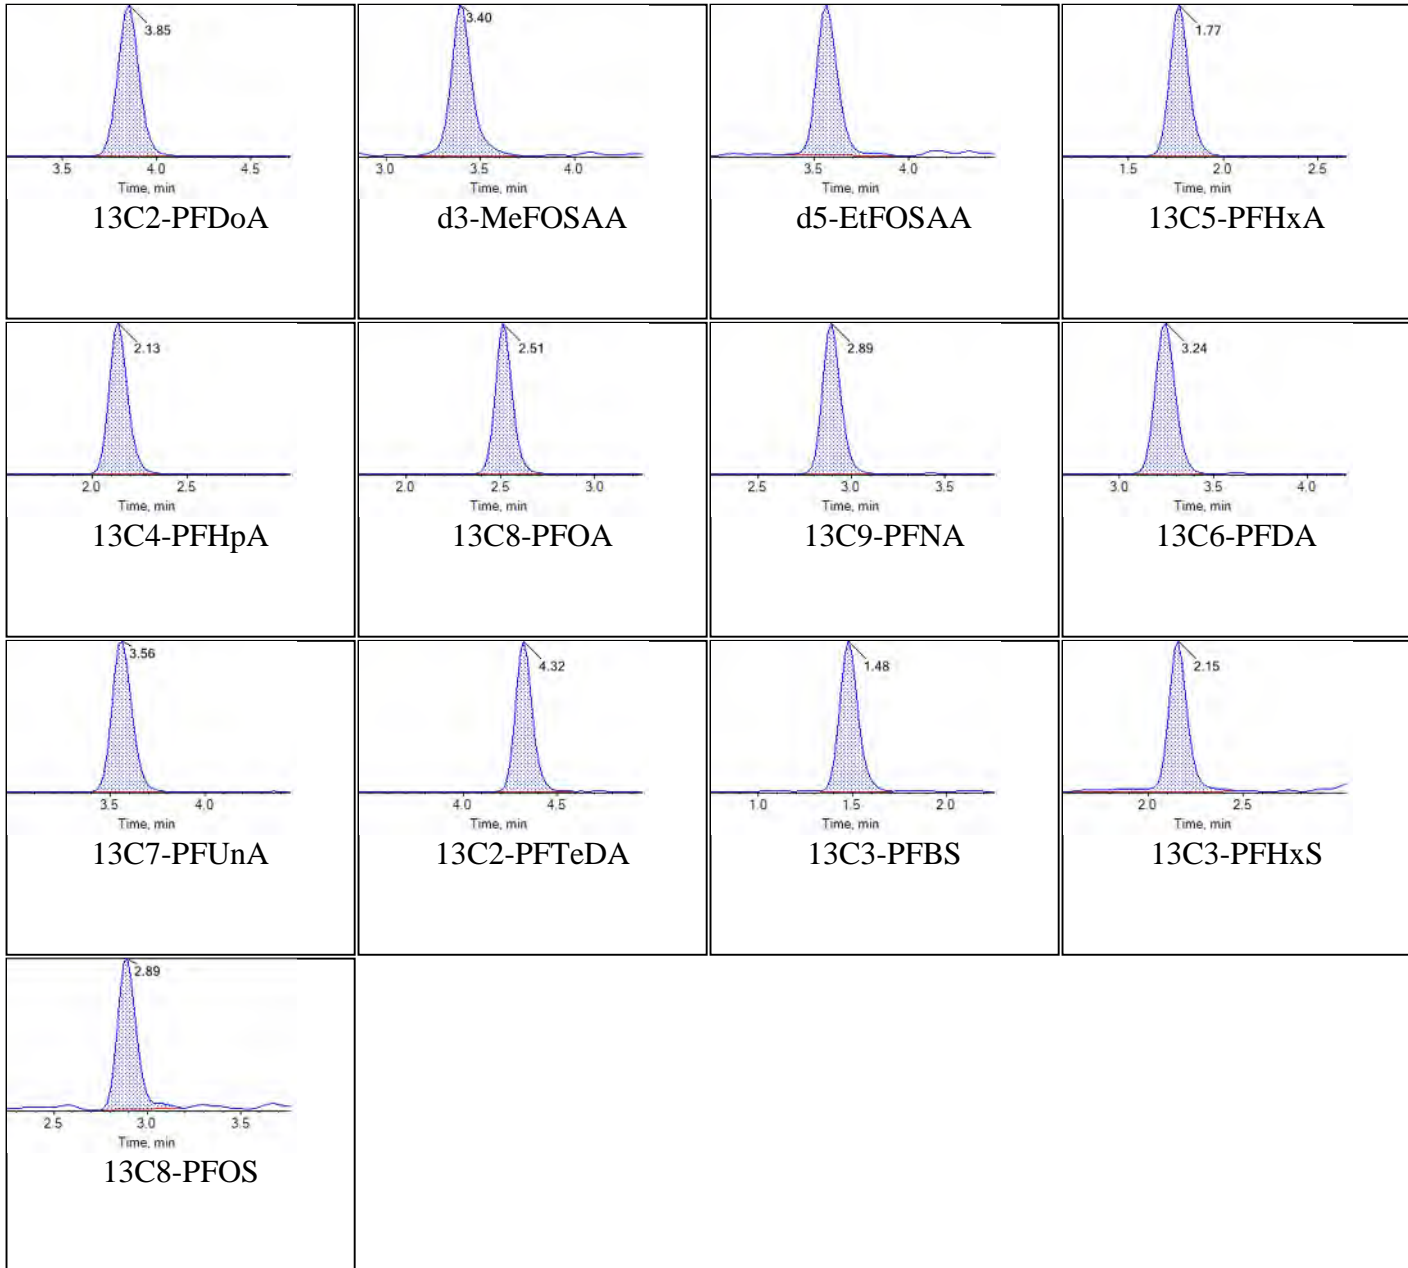 3.85
3.5 4.0 4.5
Time, min
13C2-PFDoA
3.40
3.0 3.5 4.0
Time, min
d3-MeFOSAA
3.5 4.0
Time, min
d5-EtFOSAA
1.77
1.5 2.0 2.5
Time, min
13C5-PFHxA
2.13
2.0 2.5
Time, min
13C4-PFHpA
2.51
2.0 2.5 3.0
Time, min
13C8-PFOA
2.89
2.5 3.0 3.5
Time, min
13C9-PFNA
3.24
3.0 3.5 4.0
Time, min
13C6-PFDA
3.56
3.5 4.0
Time, min
13C7-PFUnA
4.32
4.0 4.5
Time, min
13C2-PFTeDA
1.48
1.0 1.5 2.0
Time, min
13C3-PFBS
2.15
2.0 2.5
Time, min
13C3-PFHxS
2.89
2.5 3.0 3.5
Time, min
13C8-PFOS